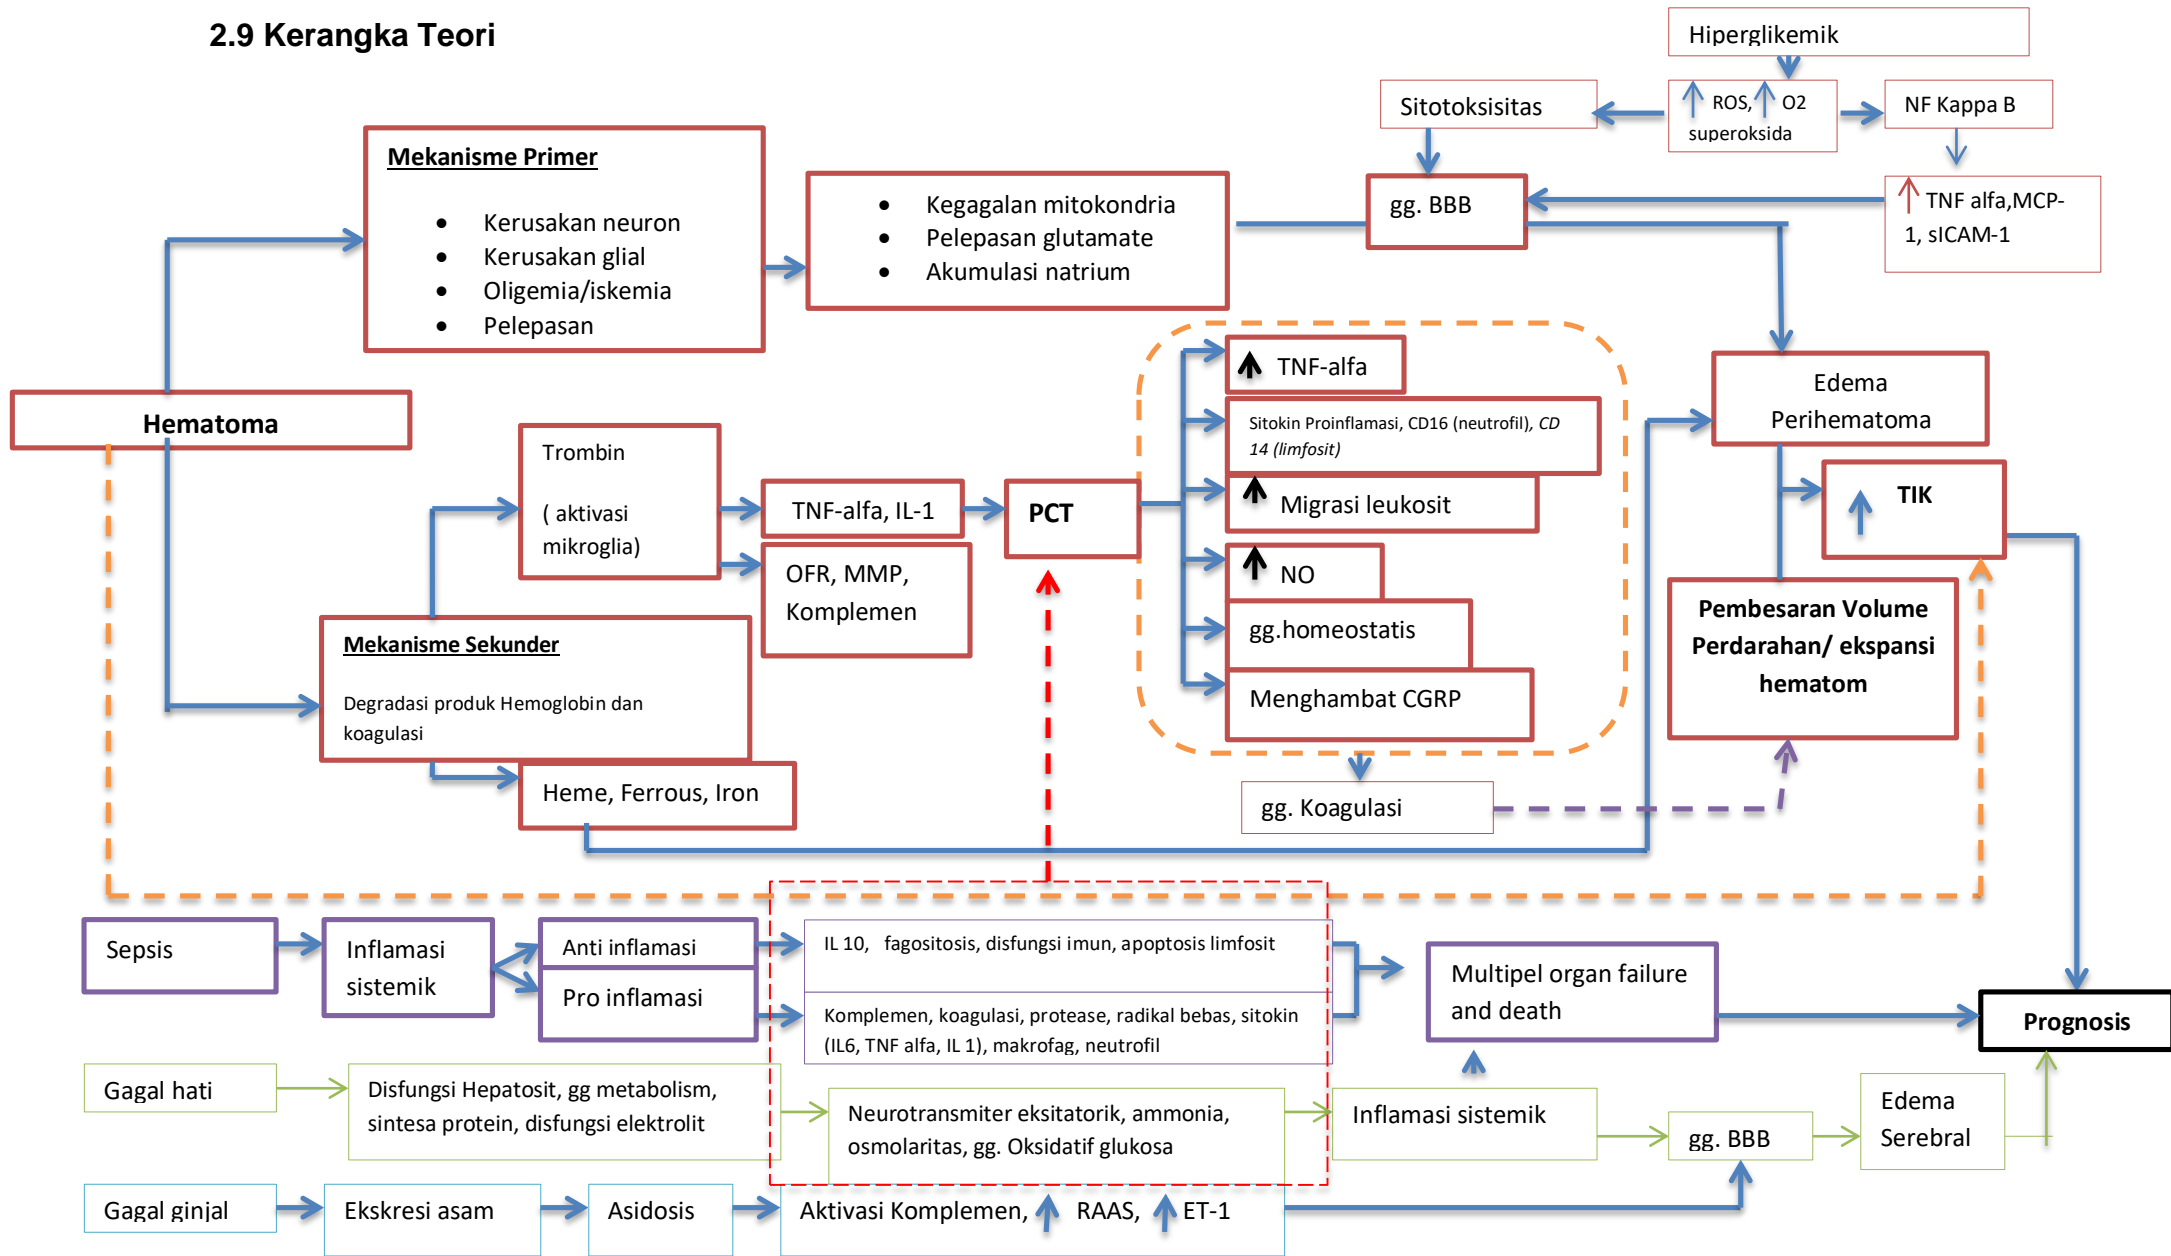 2.9 Kerangka Teori
Hiperglikemik
Sitotoksisitas
ROS, O2
superoksida
NF Kappa B
TNF alfa,MCP-
1, sICAM-1
gg. BBB
Mekanisme Primer
• Kerusakan neuron
• Kerusakan glial
• Oligemia/iskemia
• Pelepasan
• Kegagalan mitokondria
• Pelepasan glutamate
• Akumulasi natrium
Hematoma
Trombin
( aktivasi
mikroglia)
TNF-alfa, IL-1
OFR, MMP,
Komplemen
PCT
TNF-alfa
Sitokin Proinflamasi, CD16 (neutrofil), CD
14 (limfosit)
Migrasi leukosit
NO
gg.homeostatis
Menghambat CGRP
gg. Koagulasi
Edema
Perihematoma
TIK
Pembesaran Volume
Perdarahan/ ekspansi
hematom
Mekanisme Sekunder
Degradasi produk Hemoglobin dan
koagulasi
Heme, Ferrous, Iron
Sepsis
Inflamasi
sistemik
Anti inflamasi
Pro inflamasi
IL 10, fagositosis, disfungsi imun, apoptosis limfosit
Komplemen, koagulasi, protease, radikal bebas, sitokin
(IL6, TNF alfa, IL 1), makrofag, neutrofil
Multipel organ failure
and death
Prognosis
Gagal hati
Disfungsi Hepatosit, gg metabolism,
sintesa protein, disfungsi elektrolit
Neurotransmiter eksitatorik, ammonia,
osmolaritas, gg. Oksidatif glukosa
Inflamasi sistemik
gg. BBB
Edema
Serebral
Gagal ginjal
Ekskresi asam
Asidosis
Aktivasi Komplemen, RAAS, ET-1